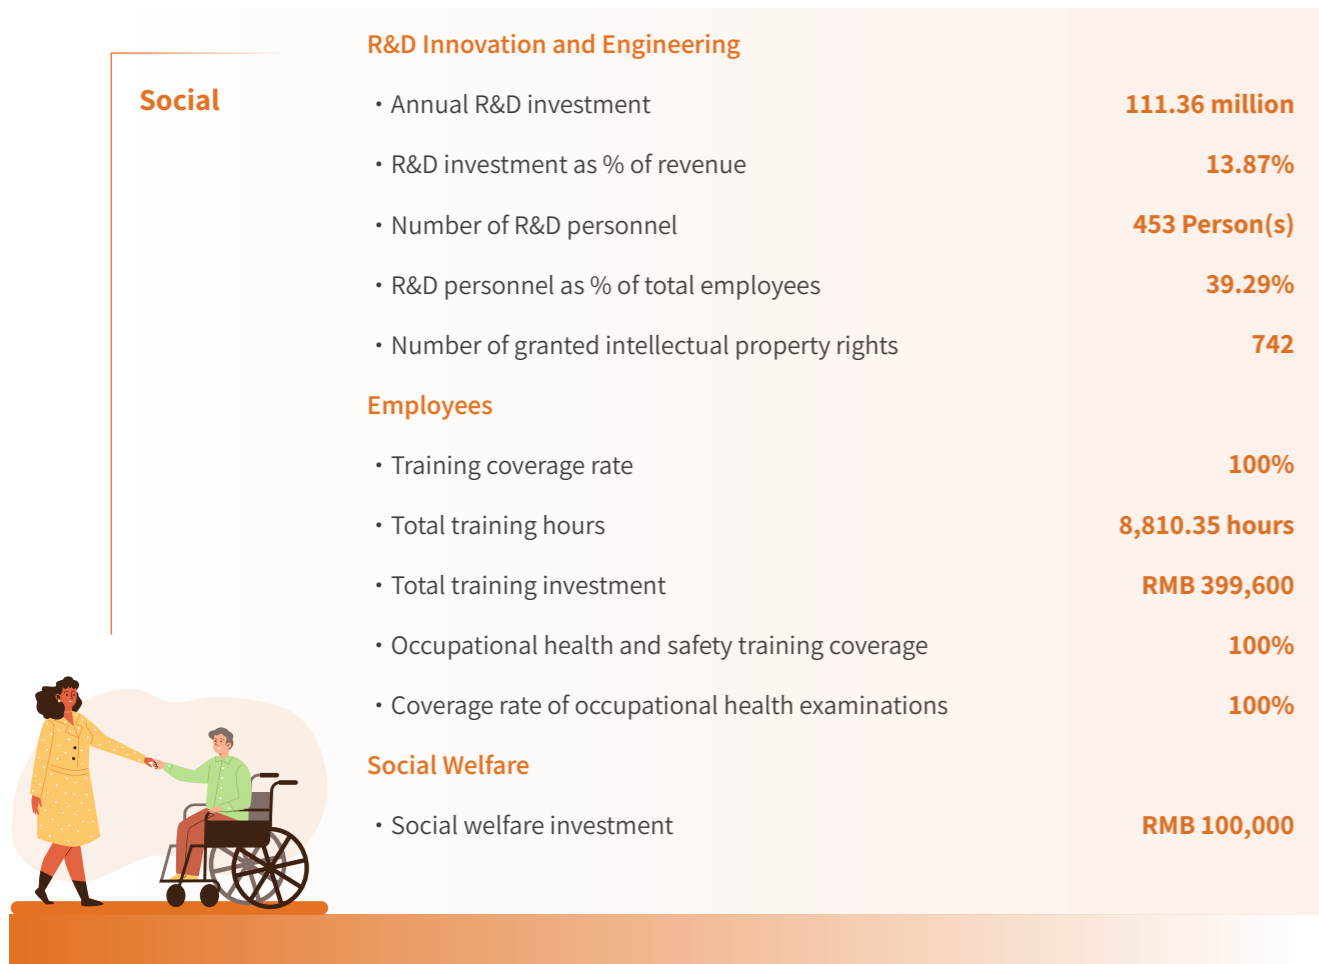 Social
R&D Innovation and Engineering
• Annual R&D investment 111.36 million
• R&D investment as % of revenue 13.87%
• Number of R&D personnel 453 Person(s)
• R&D personnel as % of total employees 39.29%
• Number of granted intellectual property rights 742
Employees
• Training coverage rate 100%
• Total training hours 8,810.35 hours
• Total training investment RMB 399,600
• Occupational health and safety training coverage 100%
• Coverage rate of occupational health examinations 100%
Social Welfare
• Social welfare investment RMB 100,000